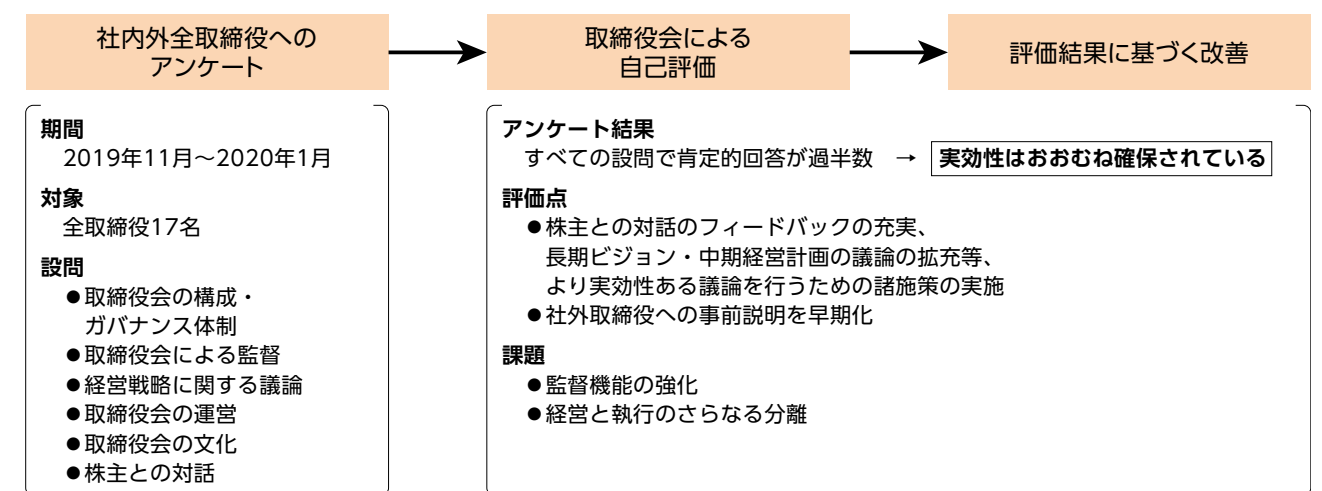 社内外全取締役への
アンケート
取締役会による
自己評価
評価結果に基づく改善
期間
2019年11月～2020年1月
対象
全取締役17名
設問
●取締役会の構成・
ガバナンス体制
●取締役会による監督
●経営戦略に関する議論
●取締役会の運営
●取締役会の文化
●株主との対話
アンケート結果
すべての設問で肯定的回答が過半数 → 実効性はおおむね確保されている
評価点
●株主との対話のフィードバックの充実、
長期ビジョン・中期経営計画の議論の拡充等、
より実効性ある議論を行うための諸施策の実施
●社外取締役への事前説明を早期化
課題
●監督機能の強化
●経営と執行のさらなる分離